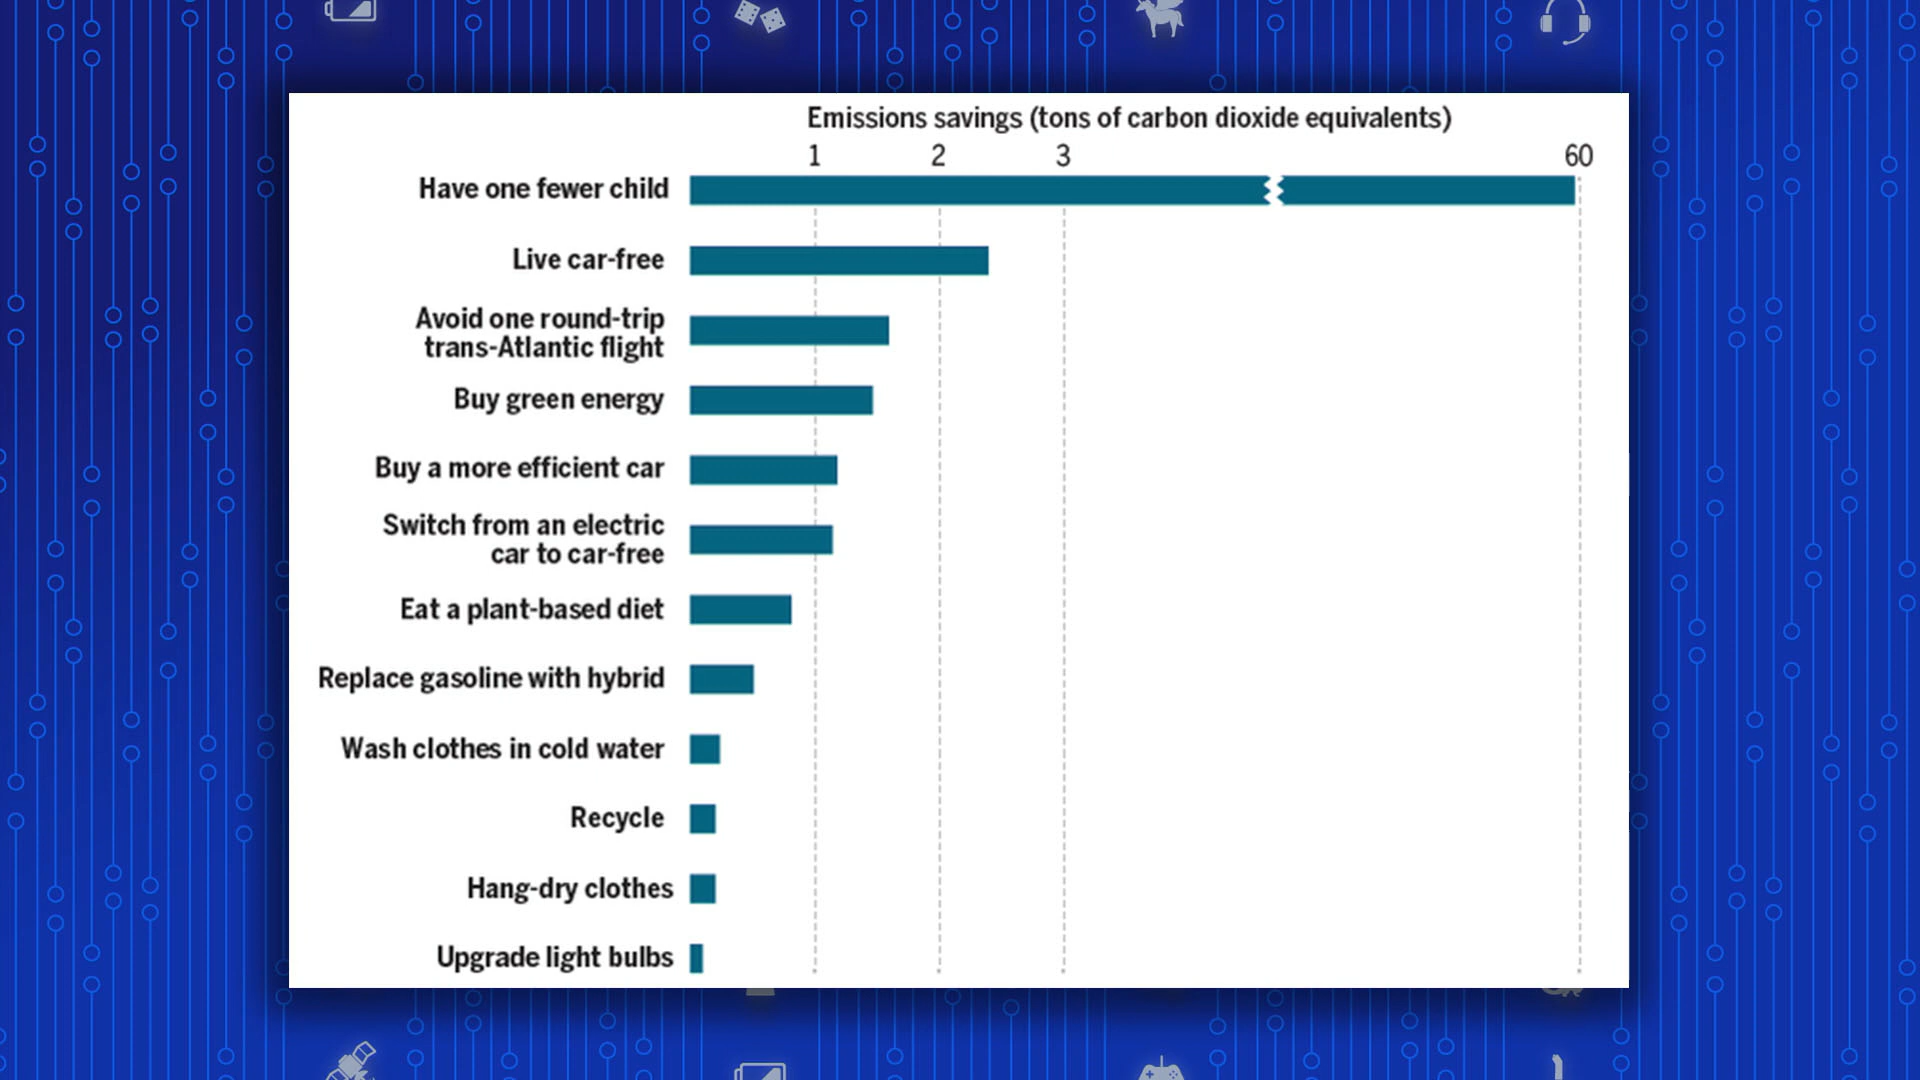 Emissions savings (tons of carbon dioxide equivalents)
1 2 3 60
Have one fewer child
Live car-free
Avoid one round-trip
trans-Atlantic flight
Buy green energy
Buy a more efficient car
Switch from an electric
car to car-free
Eat a plant-based diet
Replace gasoline with hybrid
Wash clothes in cold water
Recycle
Hang-dry clothes
Upgrade light bulbs